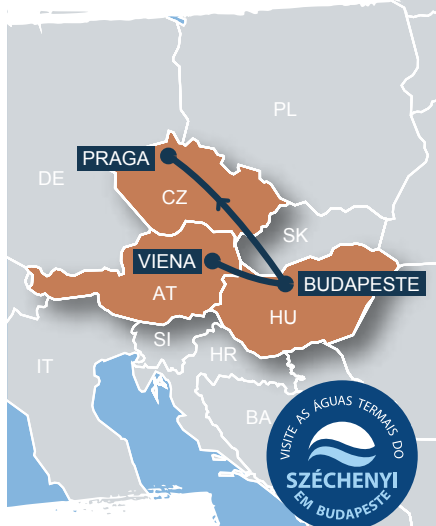 PL
PRAGA
DE
CZ
SK
VIENA
BUDAPESTE
AT
HU
SI
HR
IT
BA
VISITE AS ÁGUAS TERMAIS DO
SZÉCHENYI
EM BUDAPESTE